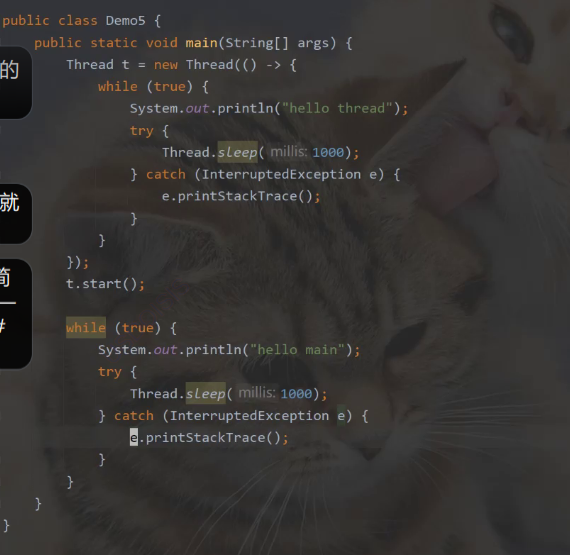 public class Demo5 {
public static void main(String[] args) {
Thread t = new Thread(() -> {
的
while (true) {
System.out.println("hello thread");
try {
Thread.sleep( millis: 1000);
} catch (InterruptedException e) {
e.printStackTrace();
就
}
}
});
简
t.start();
一
#
while (true) {
System.out.println("hello main");
try {
Thread.sleep( millis: 1000);
} catch (InterruptedException e) {
e.printStackTrace();
}
}
}
}